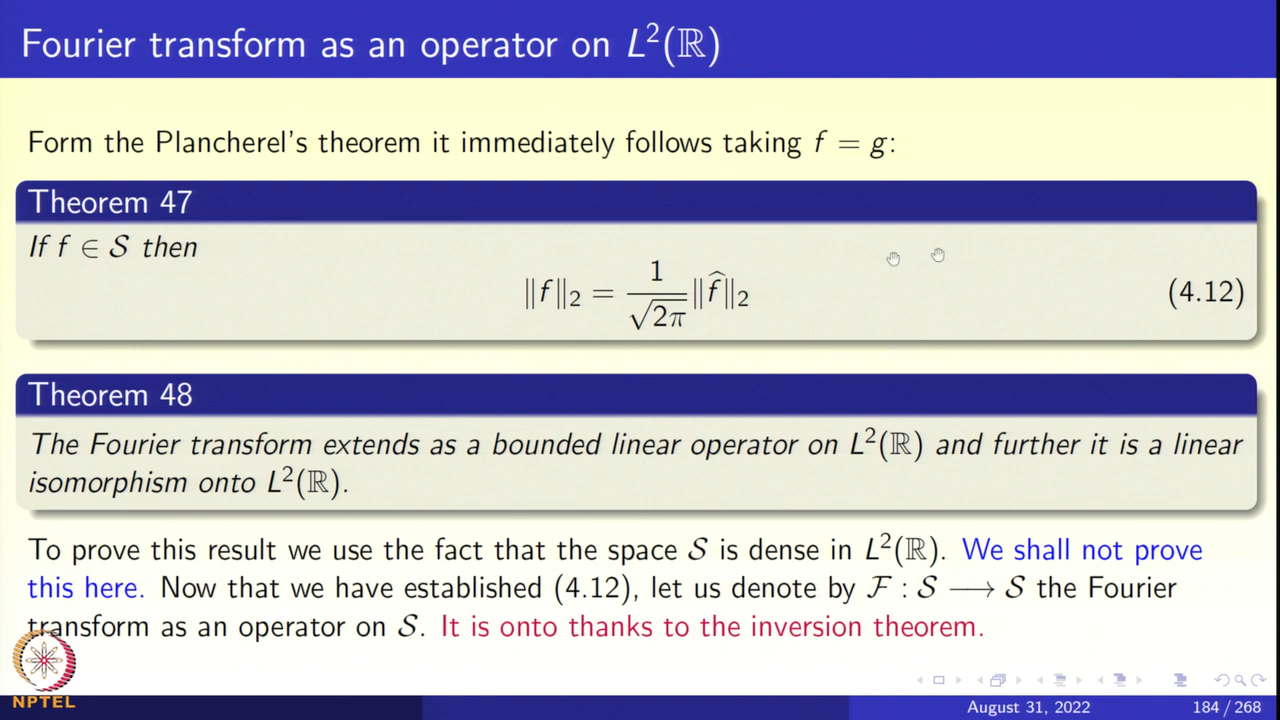 Fourier transform as an operator on L²(ℝ)
Form the Plancherel's theorem it immediately follows taking f = g:
Theorem 47
If f ∈ 𝒮 then
‖f‖₂ = 1/√2π ‖f̂‖₂ (4.12)
Theorem 48
The Fourier transform extends as a bounded linear operator on L²(ℝ) and further it is a linear
isomorphism onto L²(ℝ).
To prove this result we use the fact that the space 𝒮 is dense in L²(ℝ). We shall not prove
this here. Now that we have established (4.12), let us denote by ℱ : 𝒮 ⟶ 𝒮 the Fourier
transform as an operator on 𝒮. It is onto thanks to the inversion theorem.
NPTEL
August 31, 2022 184 / 268